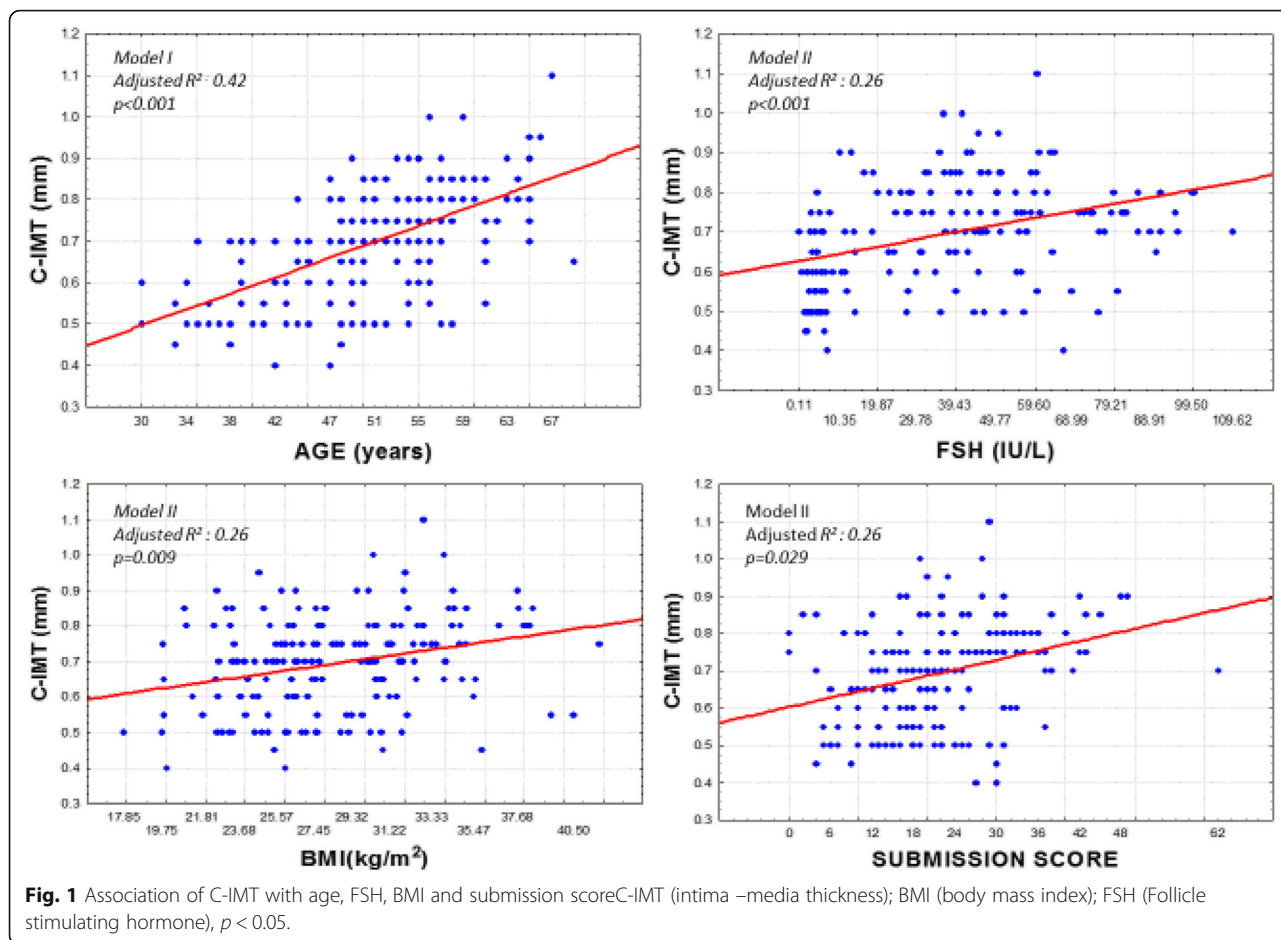 1.2
1.1
1.0
0.9
0.8
0.7
0.6
0.5
0.4
0.3
C-IMT (mm)
Model I
Adjusted R² : 0.42
p<0.001
30 34 38 42 47 51 55 59 63 67
AGE (years)
1.2
1.1
1.0
0.9
0.8
0.7
0.6
0.5
0.4
0.3
C-IMT (mm)
Model II
Adjusted R² : 0.26
p<0.001
0.11 19.87 39.43 59.60 79.21 99.50
10.35 29.78 49.77 68.99 88.91 109.62
FSH (IU/L)
1.2
1.1
1.0
0.9
0.8
0.7
0.6
0.5
0.4
0.3
C-IMT (mm)
Model II
Adjusted R² : 0.26
p=0.009
17.85 21.81 25.57 29.32 33.33 37.68
19.75 23.68 27.45 31.22 35.47 40.50
BMI(kg/m²)
1.2
1.1
1.0
0.9
0.8
0.7
0.6
0.5
0.4
0.3
C-IMT (mm)
Model II
Adjusted R² : 0.26
p=0.029
0 6 12 18 24 30 36 42 48 62
SUBMISSION SCORE
Fig. 1 Association of C-IMT with age, FSH, BMI and submission scoreC-IMT (intima –media thickness); BMI (body mass index); FSH (Follicle
stimulating hormone), p < 0.05.